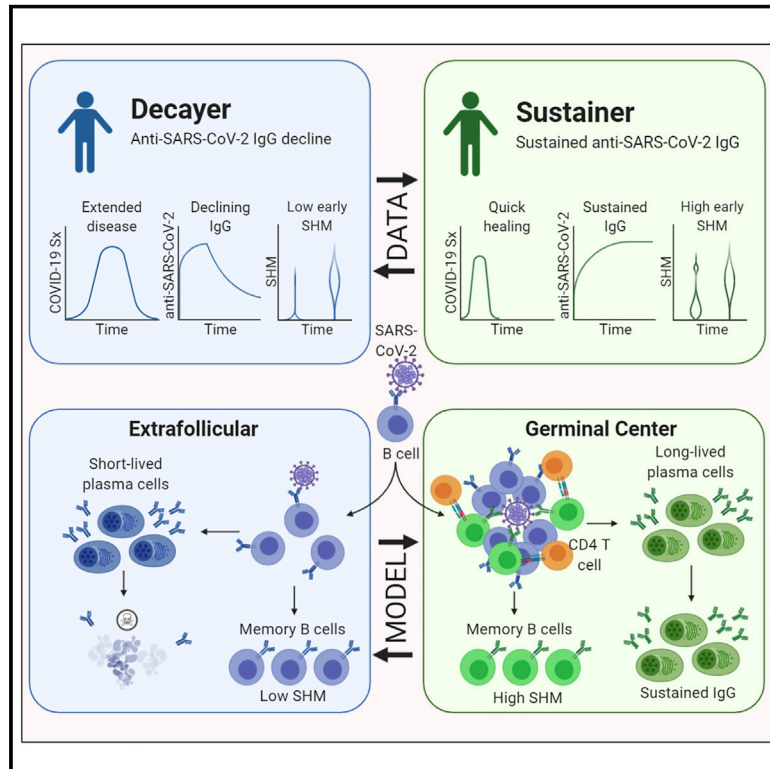 Decayer
Anti-SARS-CoV-2 IgG decline
Extended
disease
COVID-19 Sx
Time
Declining
IgG
anti-SARS-CoV-2
Time
Low early
SHM
SHM
Time
DATA
Sustainer
Sustained anti-SARS-CoV-2 IgG
Quick
healing
COVID-19 Sx
Time
Sustained
IgG
anti-SARS-CoV-2
Time
High early
SHM
SHM
Time
SARS-
CoV-2
B cell
Extrafollicular
Short-lived
plasma cells
Memory B cells
Low SHM
MODEL
Germinal Center
CD4 T
cell
Long-lived
plasma cells
Memory B cells
High SHM
Sustained IgG